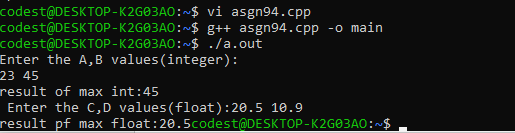 codest@DESKTOP-K2G03AO:~$ vi asgn94.cpp
codest@DESKTOP-K2G03AO:~$ g++ asgn94.cpp -o main
codest@DESKTOP-K2G03AO:~$ ./a.out
Enter the A,B values(integer):
23 45
result of max int:45
 Enter the C,D values(float):20.5 10.9
result pf max float:20.5codest@DESKTOP-K2G03AO:~$